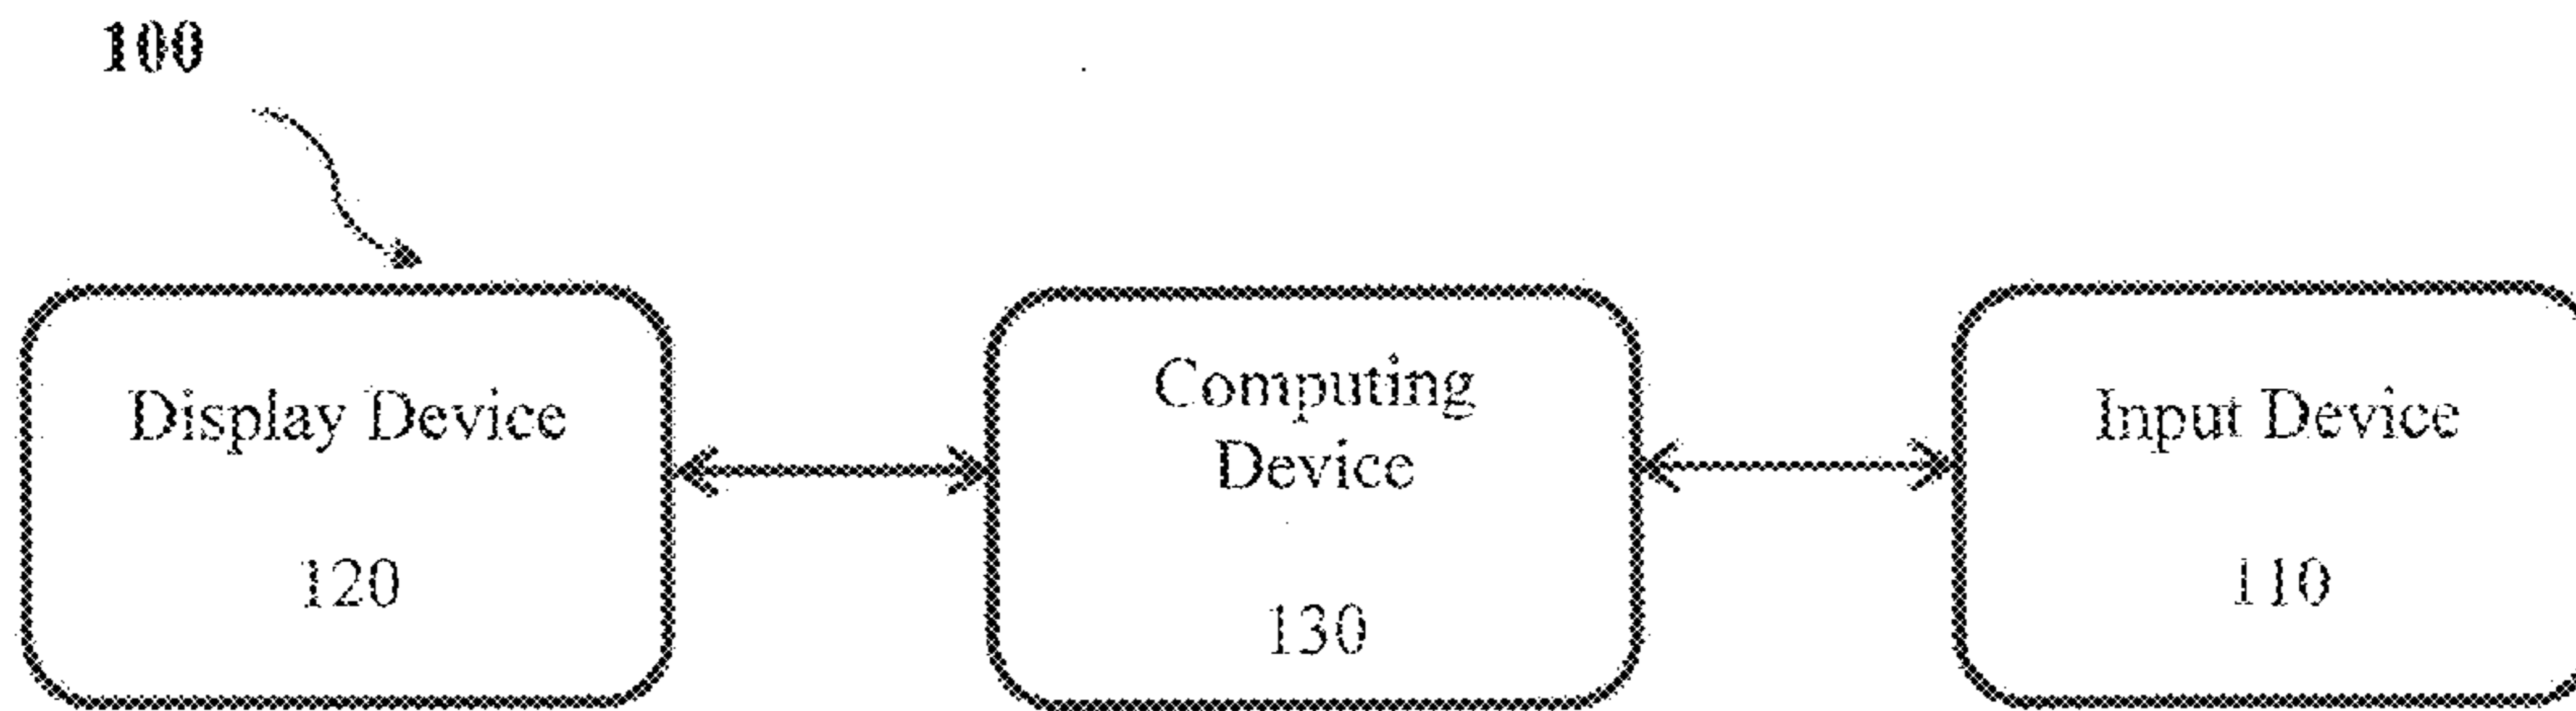 100
Display Device
120
Computing
Device
130
Input Device
110